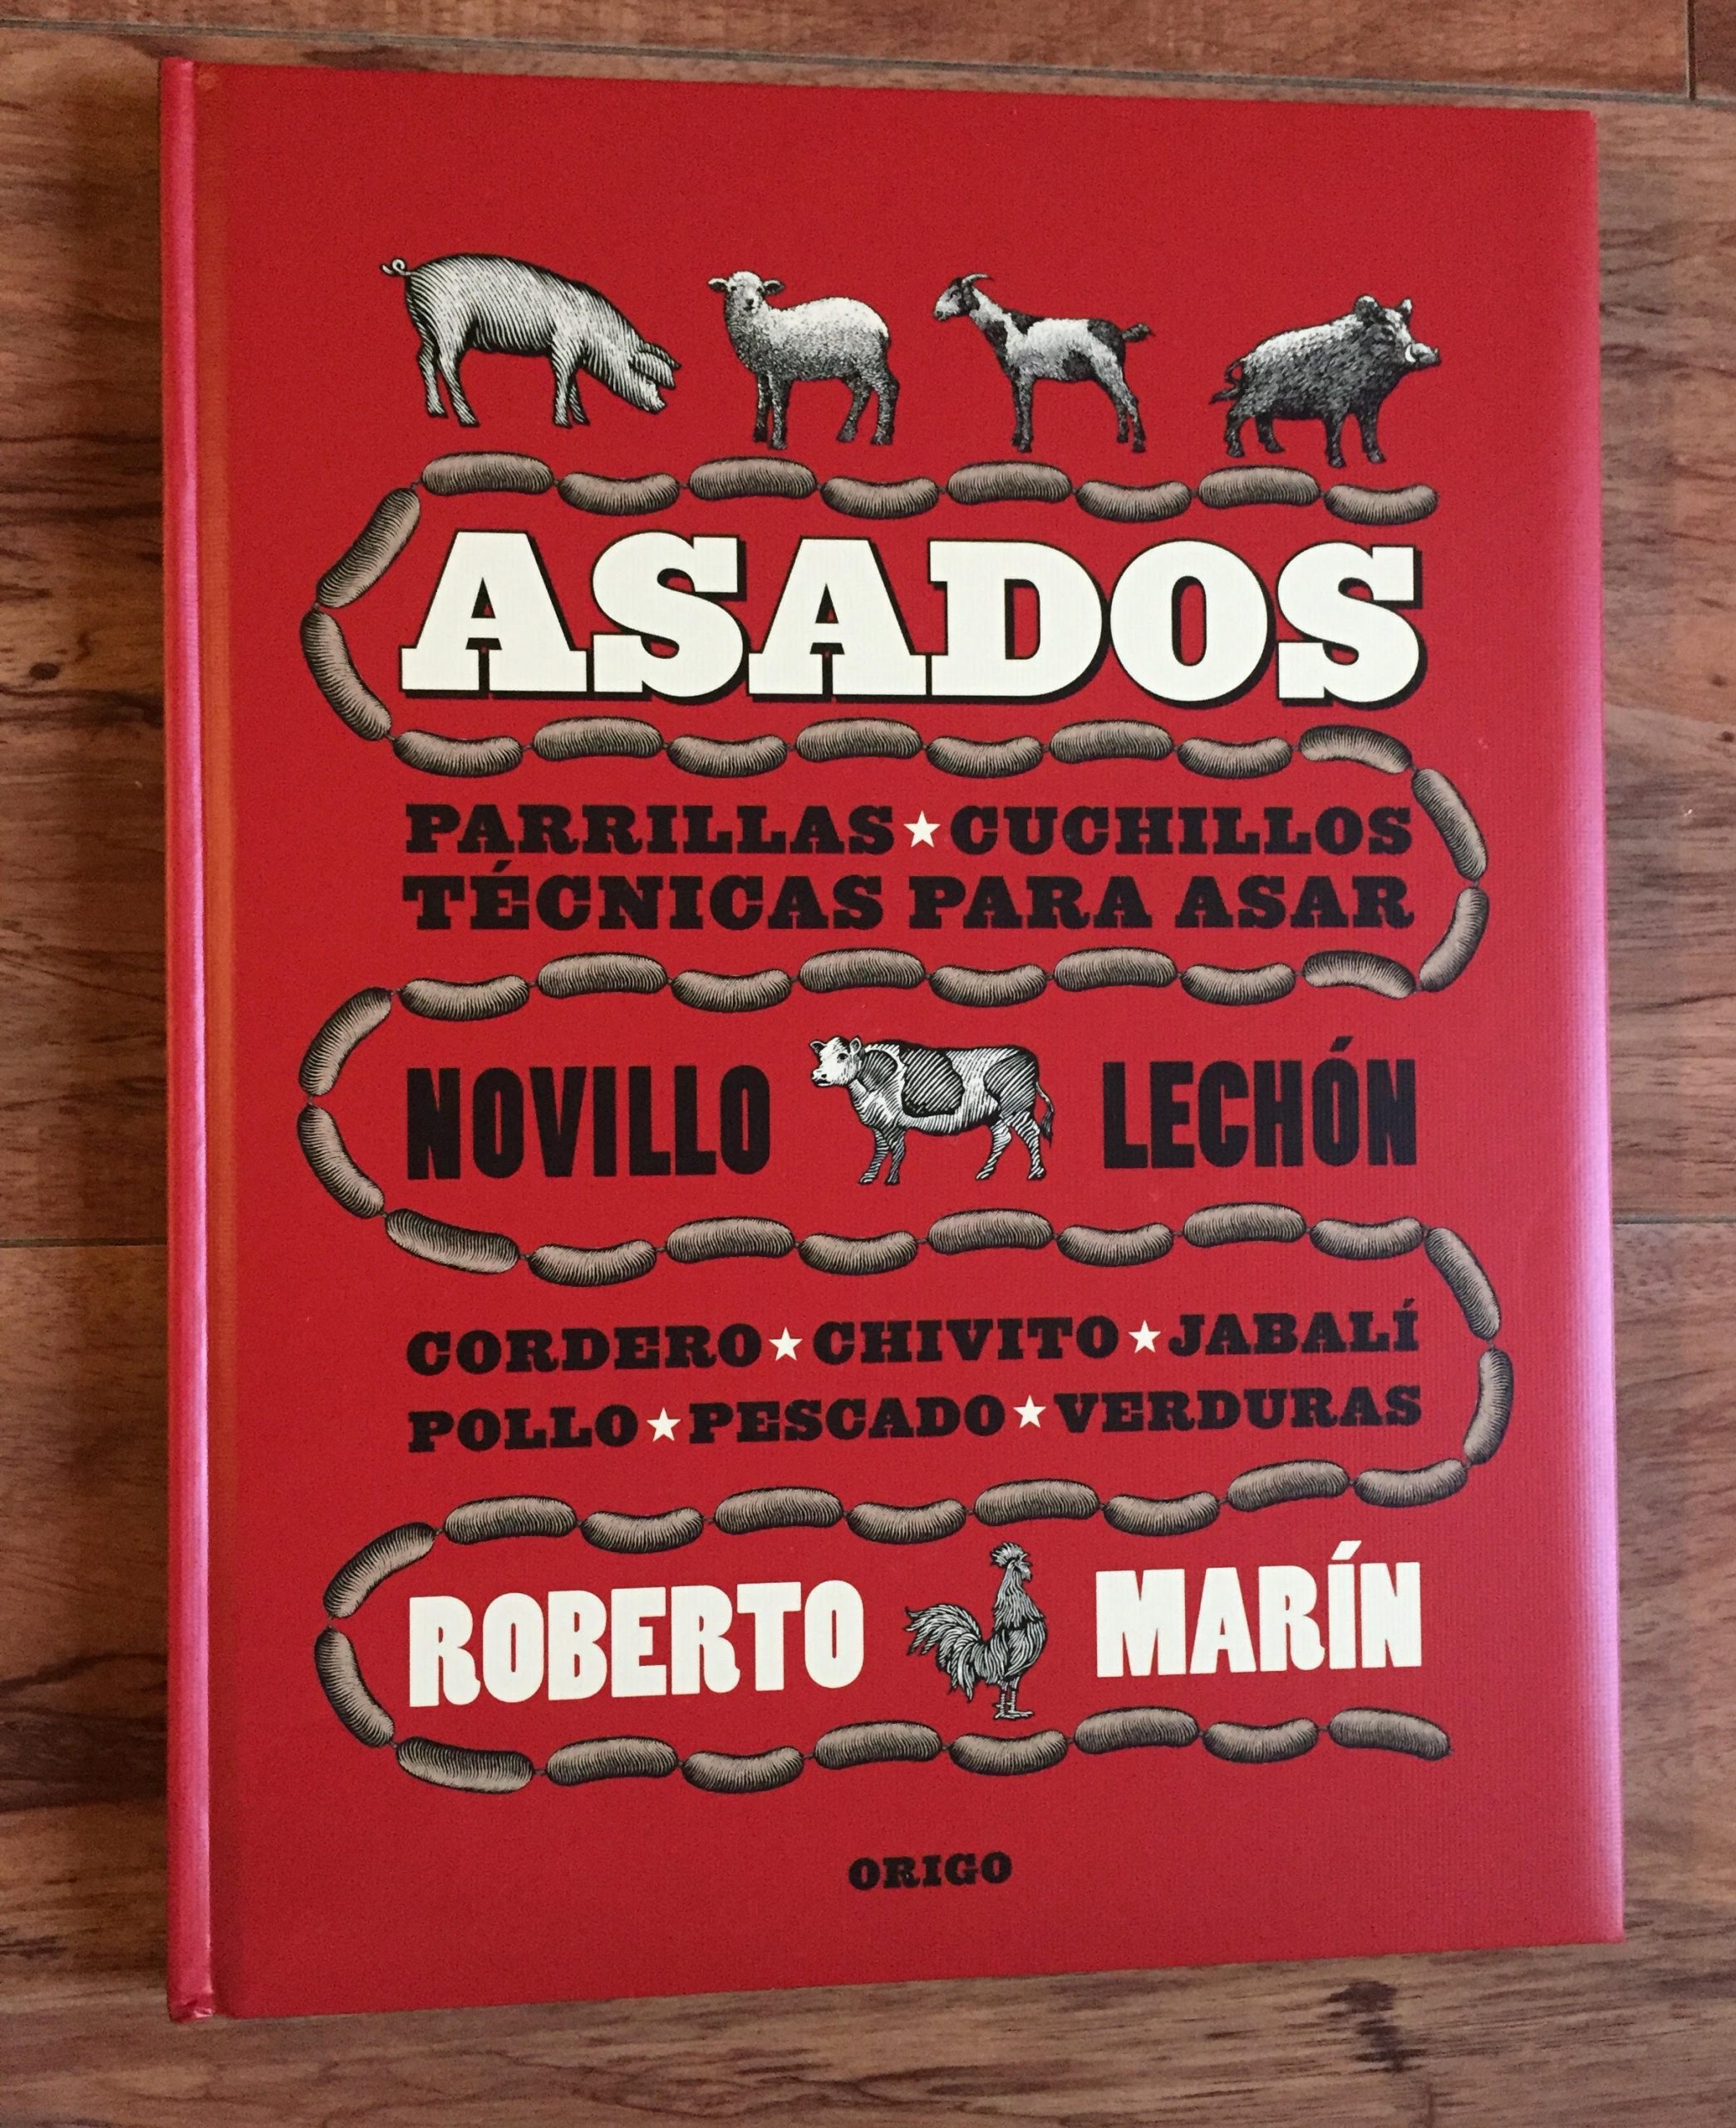 ASADOS
PARRILLAS ★ CUCHILLOS
TÉCNICAS PARA ASAR
NOVILLO LECHÓN
CORDERO ★ CHIVITO ★ JABALÍ
POLLO ★ PESCADO ★ VERDURAS
ROBERTO MARÍN
ORIGO